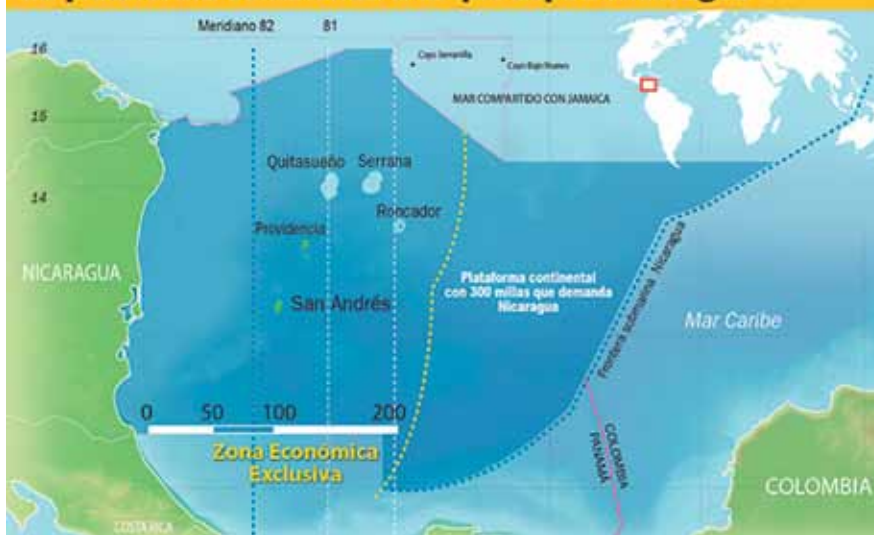 Meridiano 82
81
16
Cayo Serranilla
Cayo Bajo Nuevo
MAR COMPARTIDO CON JAMAICA
15
Quitasueño
Serrana
14
Roncador
Providencia
NICARAGUA
Plataforma continental
con 300 millas que demanda
Nicaragua
San Andrés
Frontera submarina Nicaragua
Mar Caribe
0 50 100 200
Zona Económica
Exclusiva
COLOMBIA
PANAMÁ
COLOMBIA
COSTA RICA